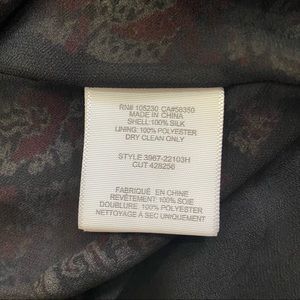 RN# 105230 CA#56350
MADE IN CHINA
SHELL: 100% SILK
LINING: 100% POLYESTER
DRY CLEAN ONLY
STYLE 3967-22103H
CUT 428256
FABRIQUÉ EN CHINE
REVÊTEMENT: 100% SOIE
DOUBLURE: 100% POLYESTER
NETTOYAGE À SEC UNIQUEMENT